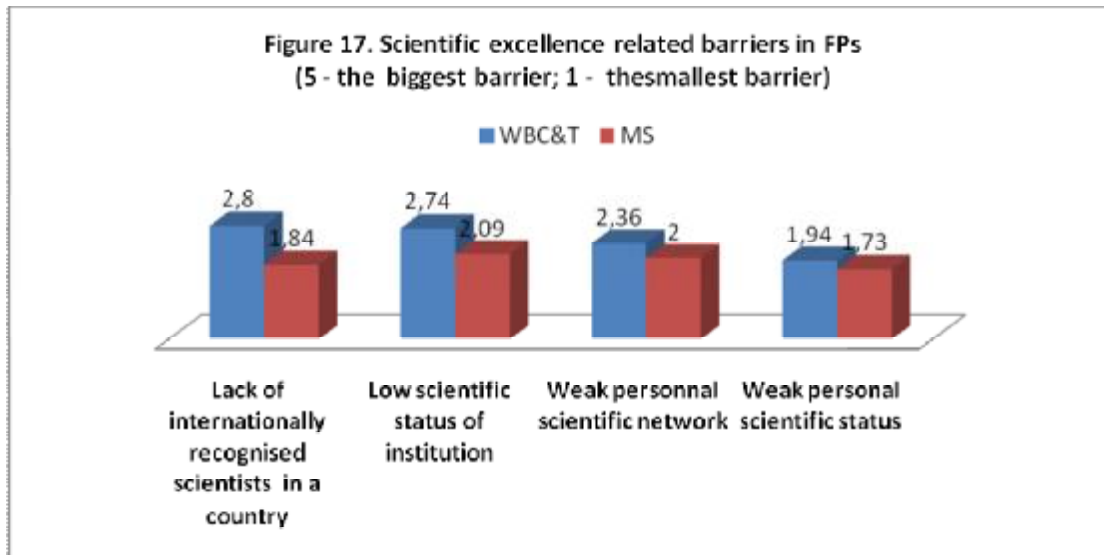 Figure 17. Scientific excellence related barriers in FPs
(5 - the biggest barrier; 1 - thesmallest barrier)
WBC&T MS
2,8
1,84
2,74
2,09
2,36
2
1,94
1,73
Lack of
internationally
recognised
scientists in a
country
Low scientific
status of
institution
Weak personnal
scientific network
Weak personal
scientific status